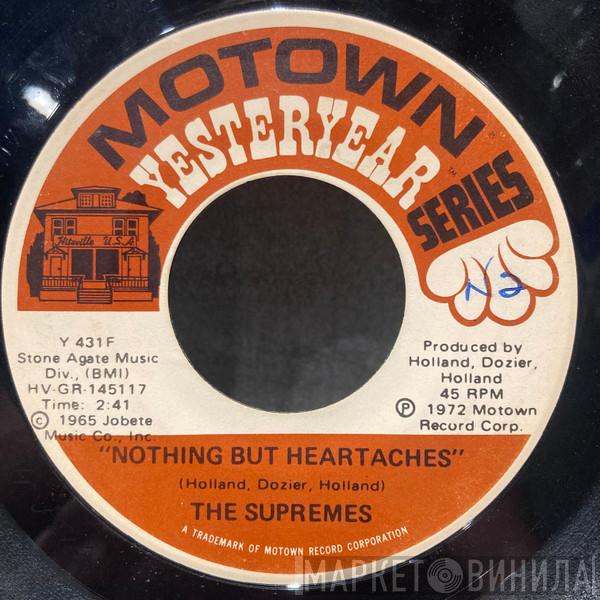 MOTOWN
YESTERYEAR
SERIES
TM
Hitsville U.S.A
N2
Y 431F
Stone Agate Music
Div., (BMI)
HV-GR-145117
Time: 2:41
© 1965 Jobete
Music Co., Inc.
Produced by
Holland, Dozier,
Holland
45 RPM
℗ 1972 Motown
Record Corp.
"NOTHING BUT HEARTACHES"
(Holland, Dozier, Holland)
THE SUPREMES
A TRADEMARK OF MOTOWN RECORD CORPORATION
МАРКЕТ ВИНИЛА